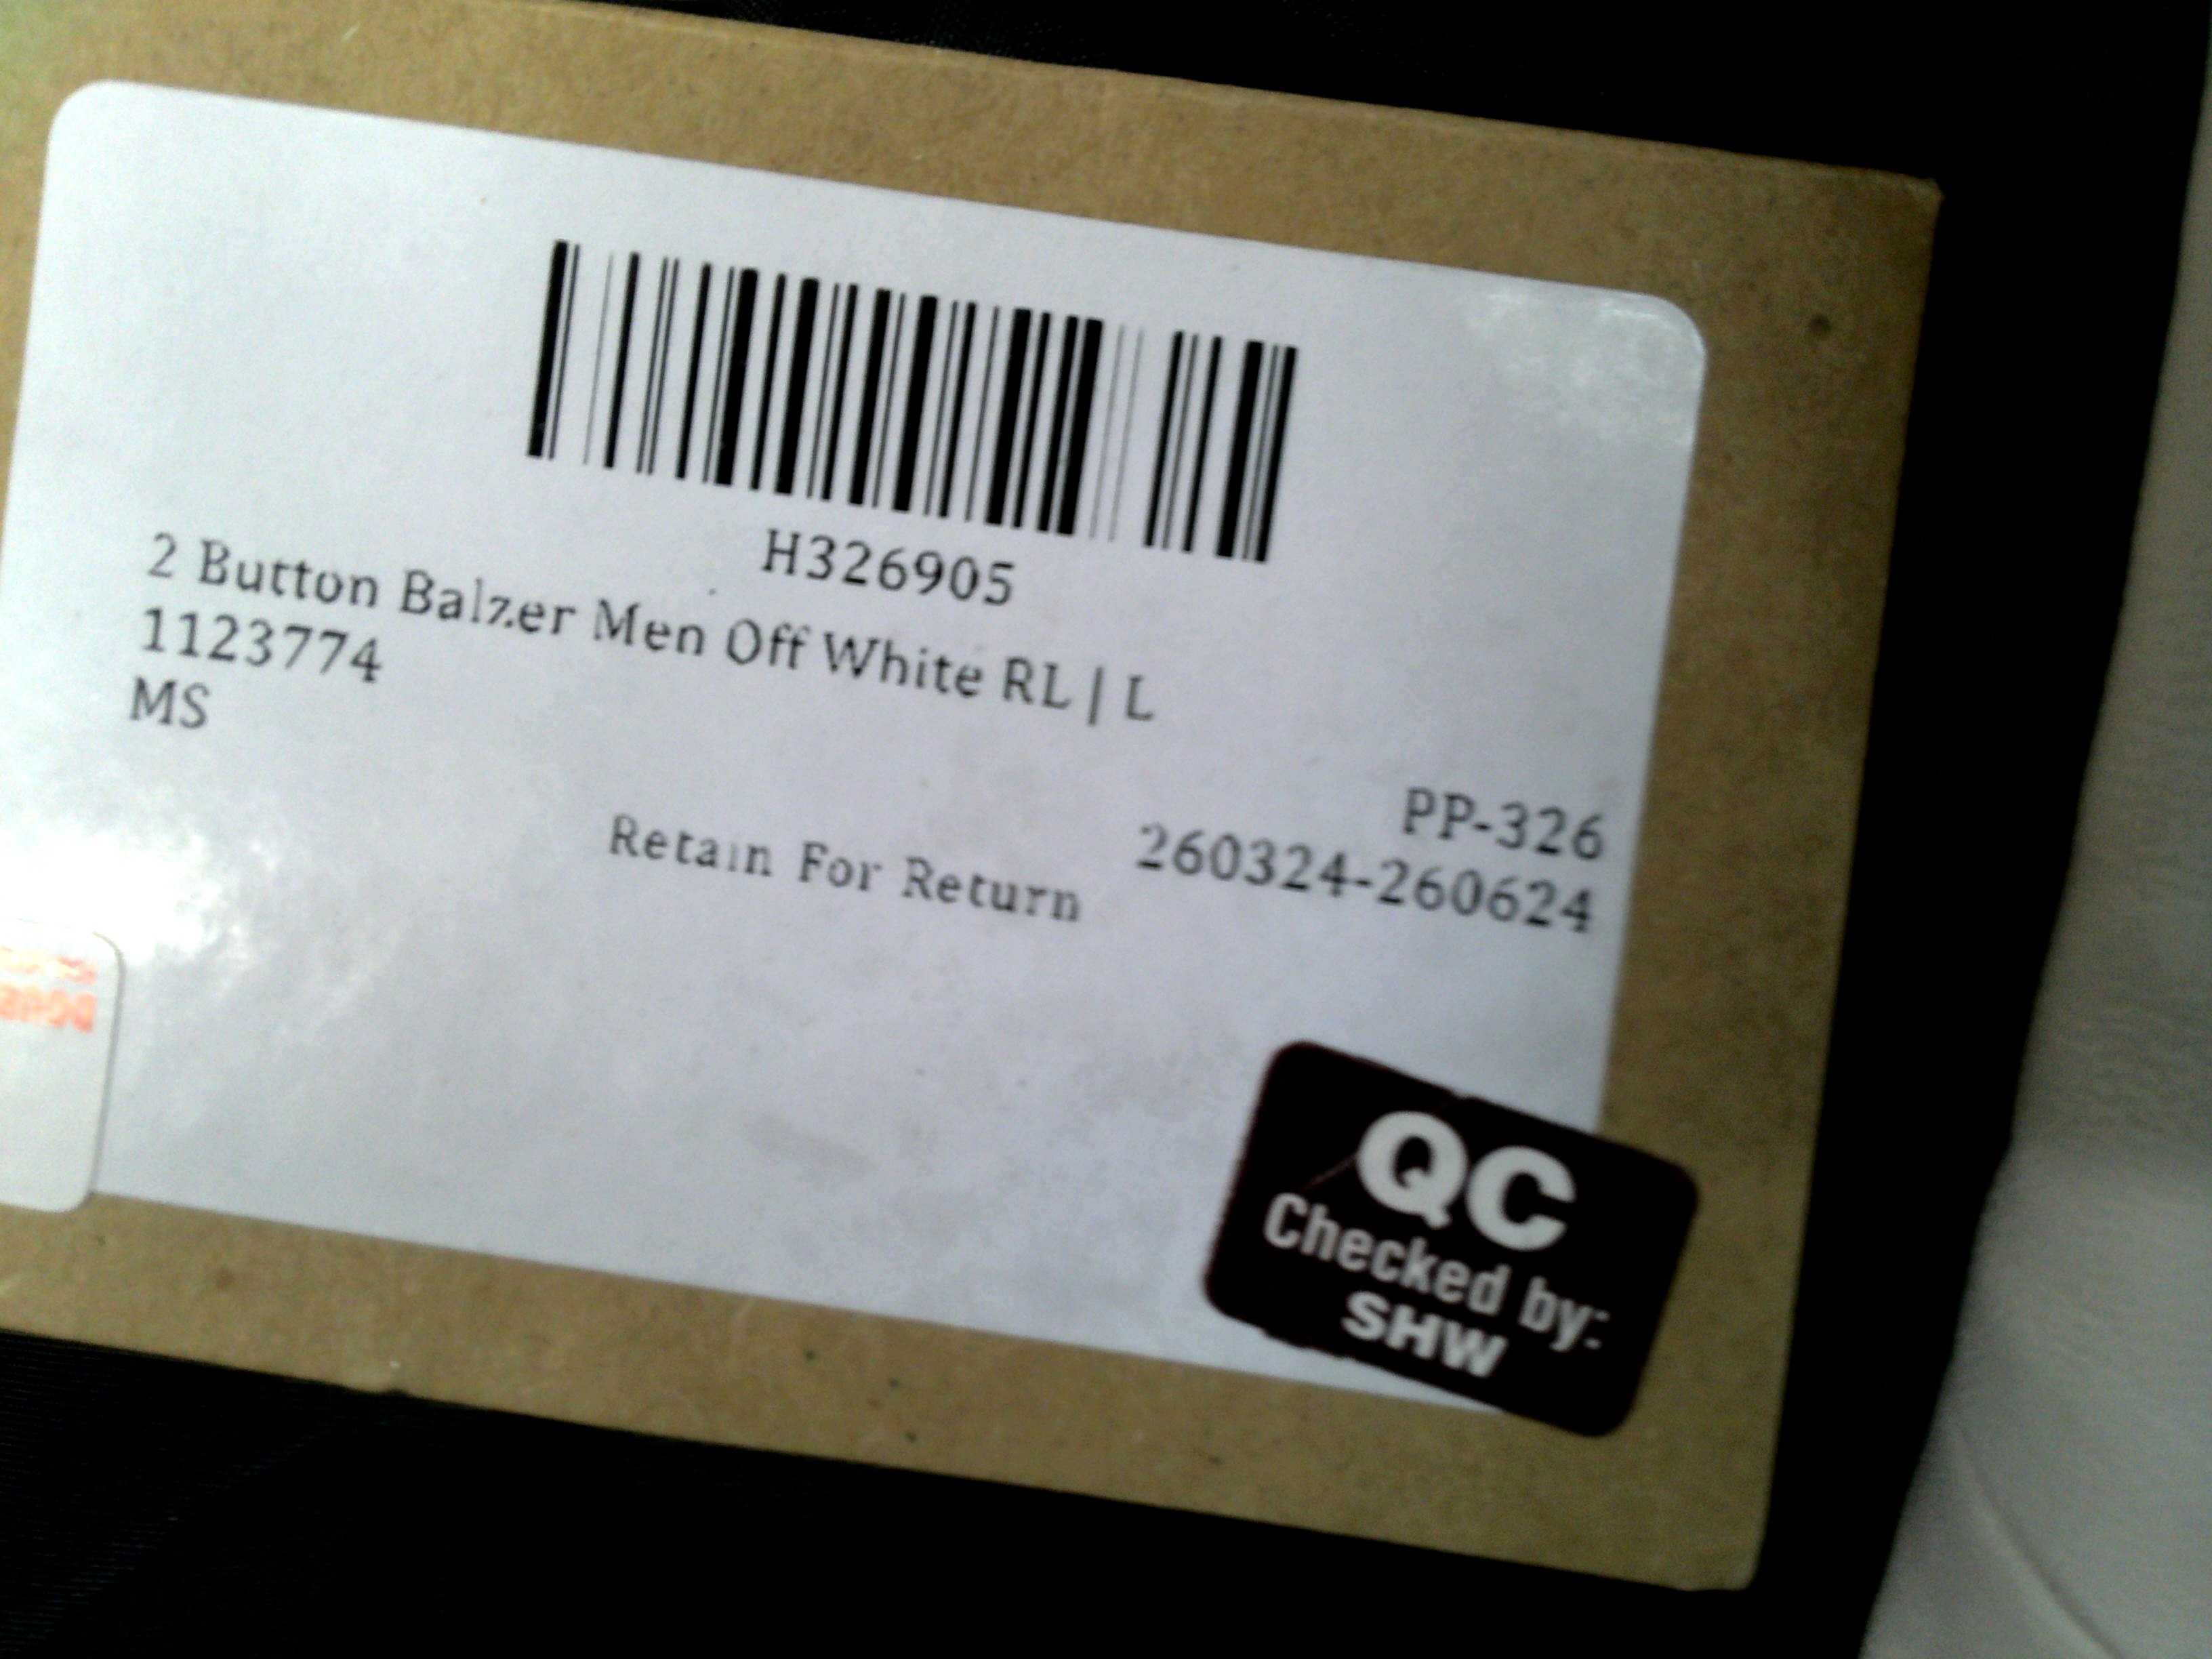 H326905
2 Button Balzer Men Off White RL | L
1123774
MS
PP-326
Retain For Return 260324-260624
QC
Checked by:
SHW